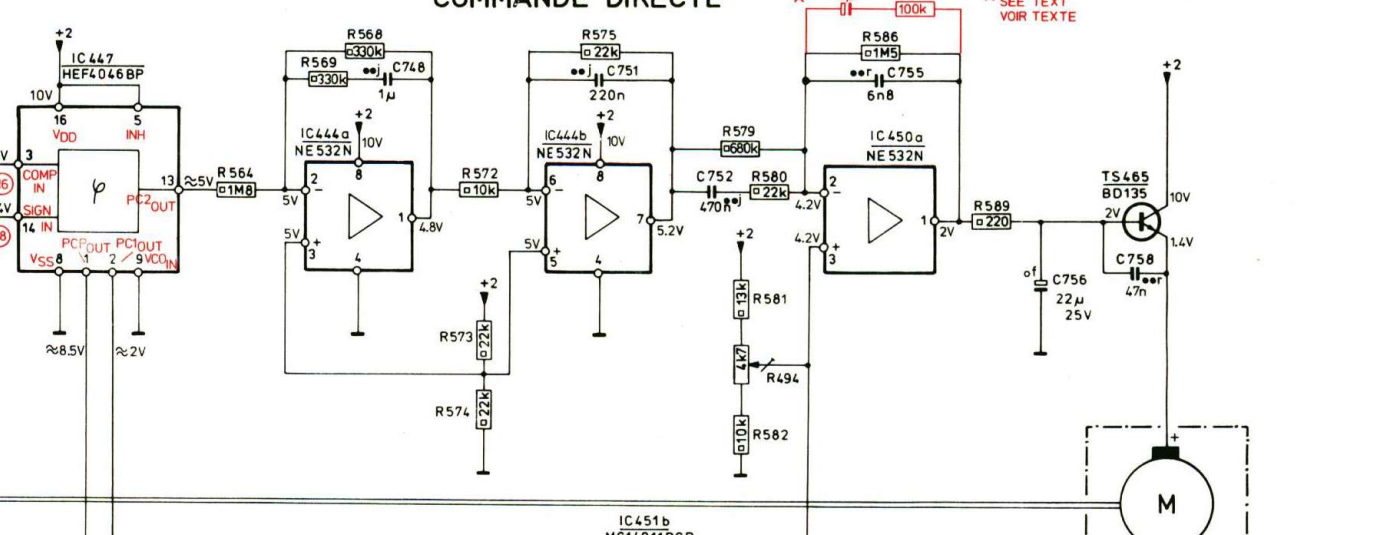 COMMANDE DIRECTE
100k
SEE TEXT
VOIR TEXTE
+2
IC447
HEF4046BP
10V
16
5
VDD
INH
3
COMP
IN
SIGN
IN
14
φ
13
≈5V
PC2OUT
PCPOUT
PC1OUT
VSS
8
1
2
9
VCOIN
≈8.5V
≈2V
R564
1M8
R568
330k
R569
330k
C748
1µ
IC444a
NE532N
+2
10V
8
2
5V
5V
3
4
1
4.8V
R572
10k
R575
22k
C751
220n
IC444b
NE532N
+2
10V
8
6
5V
5V
5
4
7
5.2V
+2
R573
22k
R574
22k
R579
680k
C752
470n
R580
22k
+2
R581
13k
4k7
R494
R582
10k
R586
1M5
C755
6n8
IC450a
NE532N
2
4.2V
4.2V
3
1
2V
R589
220
C756
22µ
25V
+2
TS465
BD135
10V
2V
1.4V
C758
47n
+
M
IC451b